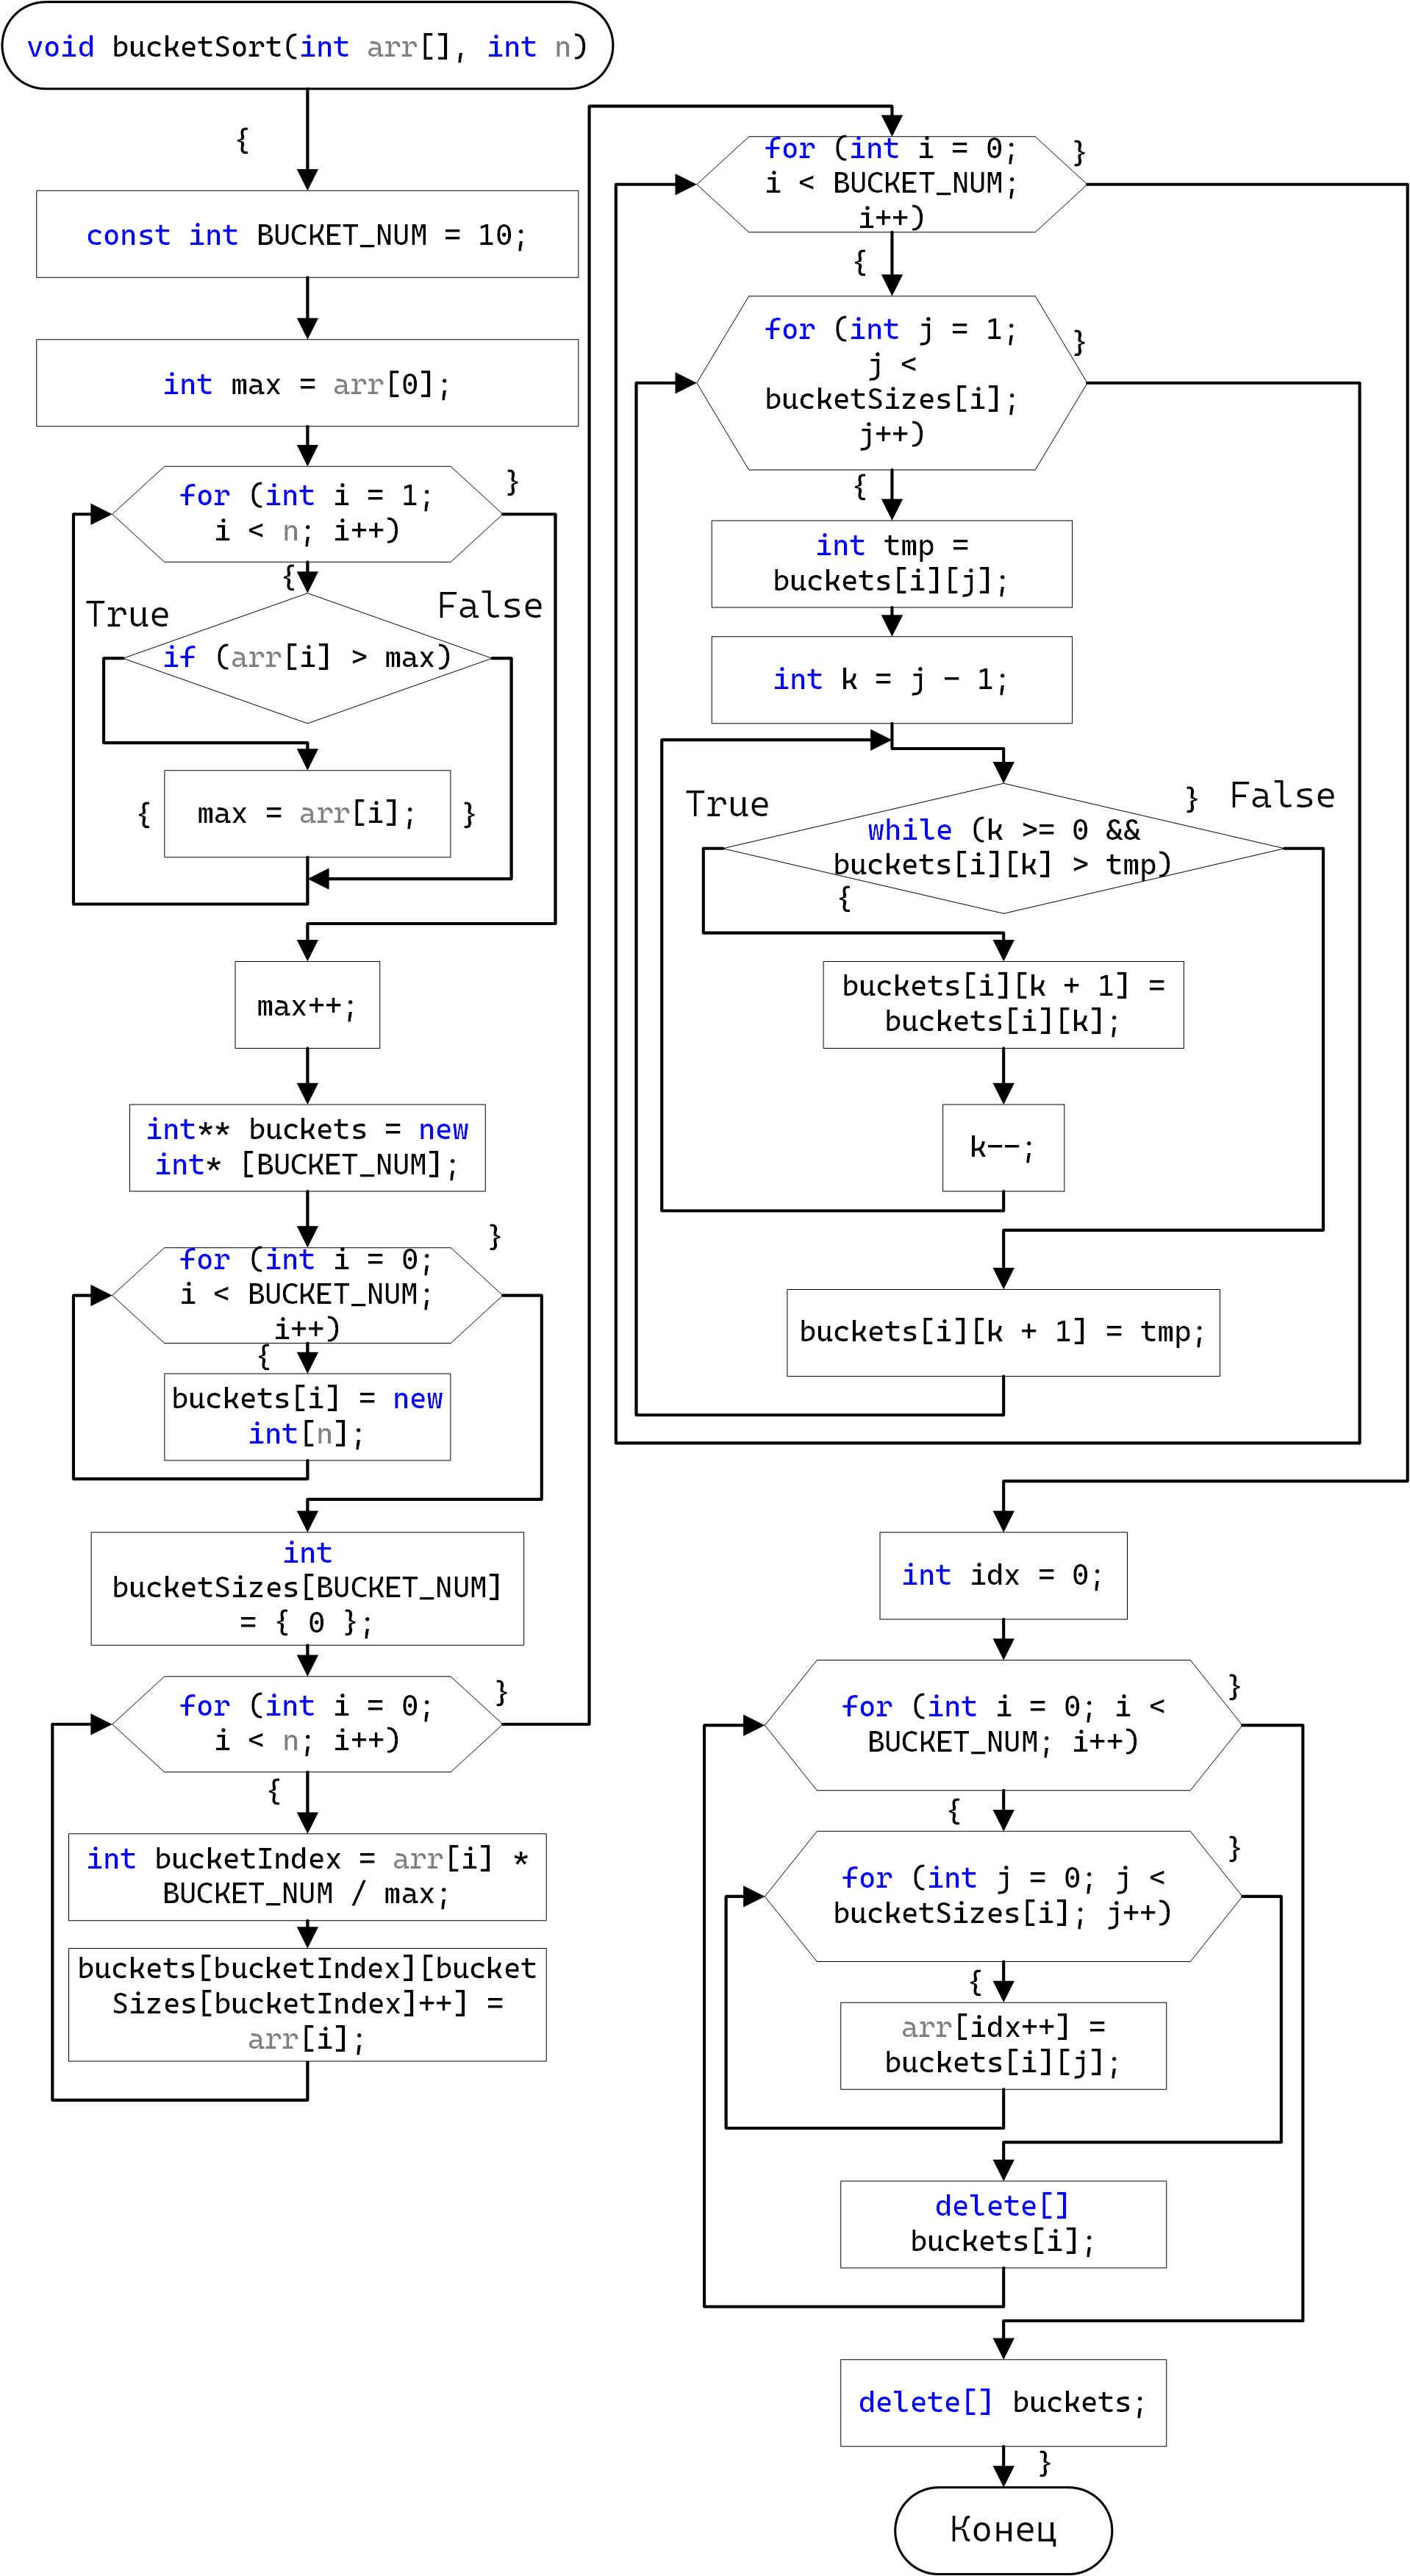 void bucketSort(int arr[], int n)
{
const int BUCKET_NUM = 10;
int max = arr[0];
for (int i = 1;
i < n; i++)
}
{
True
False
if (arr[i] > max)
{
max = arr[i];
}
max++;
int** buckets = new
int* [BUCKET_NUM];
}
for (int i = 0;
i < BUCKET_NUM;
i++)
{
buckets[i] = new
int[n];
int
bucketSizes[BUCKET_NUM]
= { 0 };
for (int i = 0;
i < n; i++)
}
{
int bucketIndex = arr[i] *
BUCKET_NUM / max;
buckets[bucketIndex][bucket
Sizes[bucketIndex]++] =
arr[i];
for (int i = 0;
i < BUCKET_NUM;
i++)
}
{
for (int j = 1;
j <
bucketSizes[i];
j++)
}
{
int tmp =
buckets[i][j];
int k = j - 1;
True
} False
while (k >= 0 &&
buckets[i][k] > tmp)
{
buckets[i][k + 1] =
buckets[i][k];
k--;
buckets[i][k + 1] = tmp;
int idx = 0;
}
for (int i = 0; i <
BUCKET_NUM; i++)
{
}
for (int j = 0; j <
bucketSizes[i]; j++)
{
arr[idx++] =
buckets[i][j];
delete[]
buckets[i];
delete[] buckets;
}
Конец